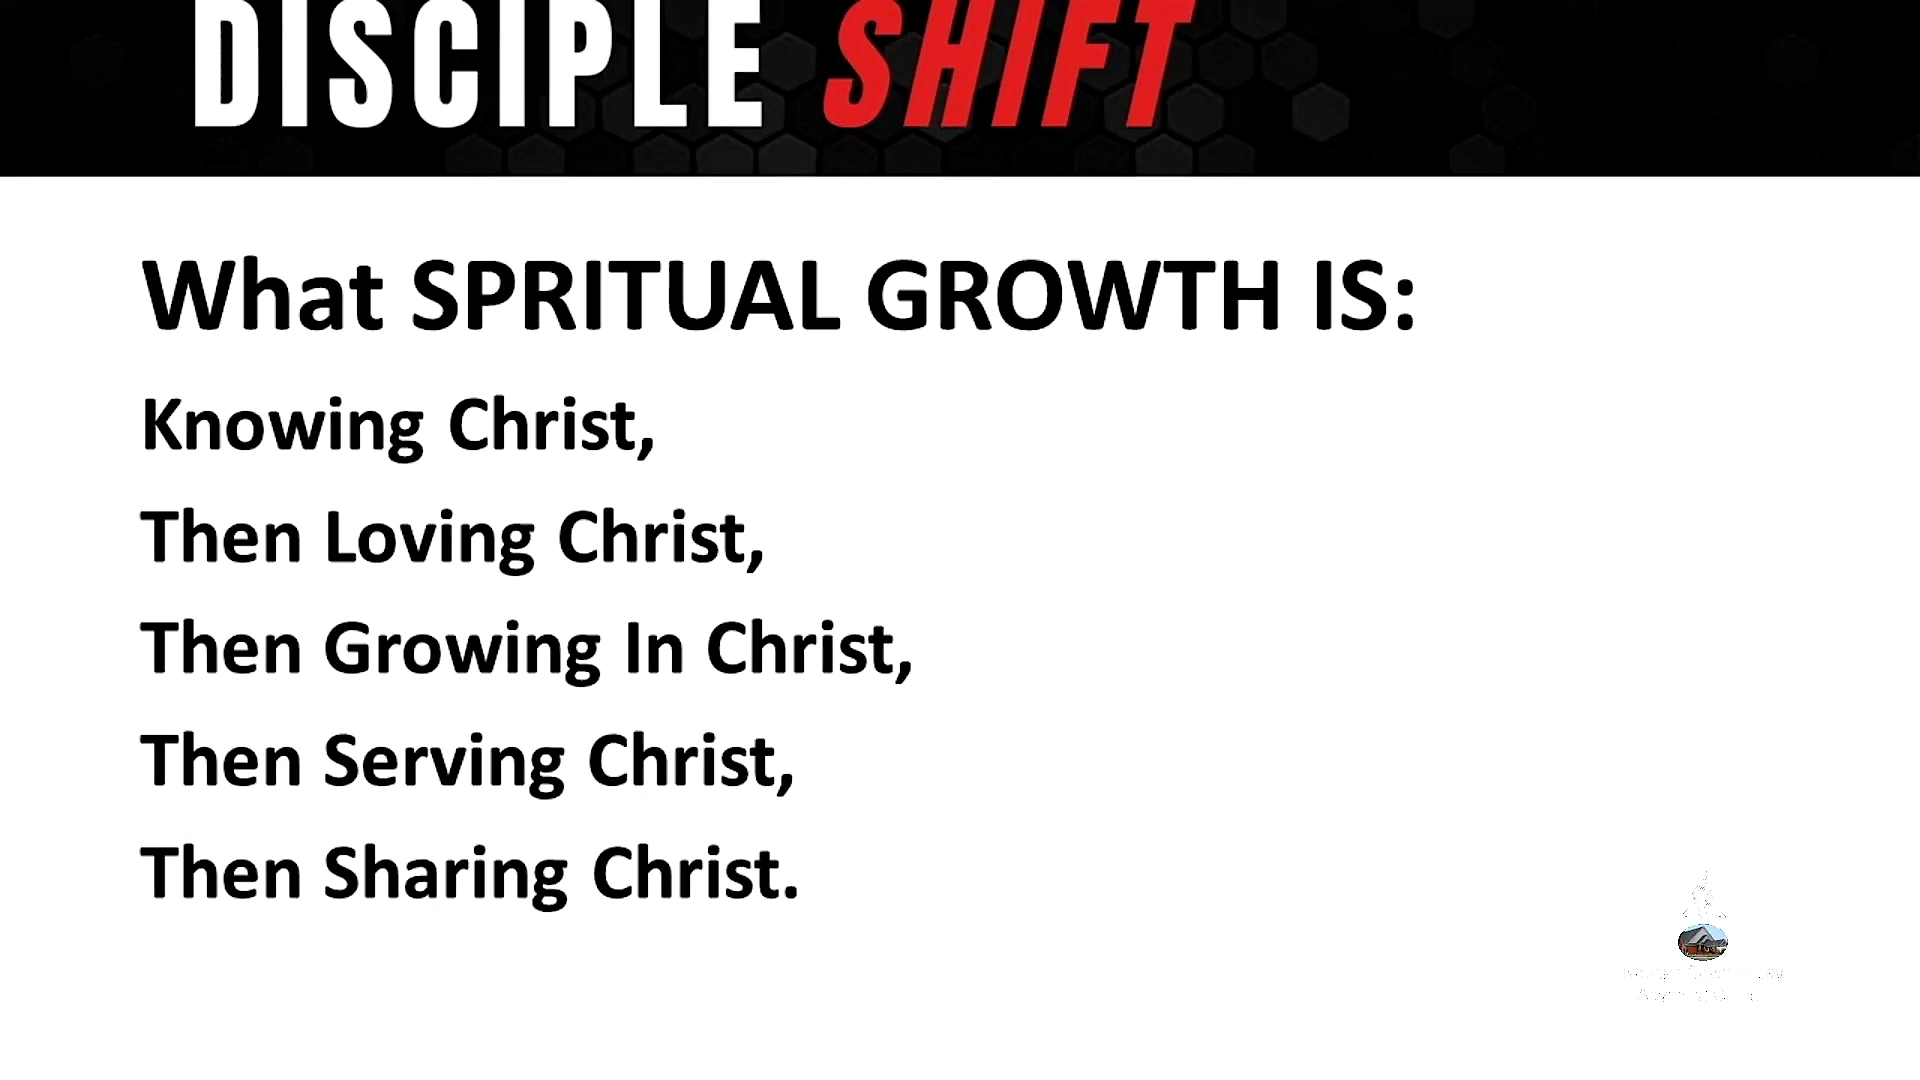 DISCIPLE SHIFT
What SPRITUAL GROWTH IS:
Knowing Christ,
Then Loving Christ,
Then Growing In Christ,
Then Serving Christ,
Then Sharing Christ.